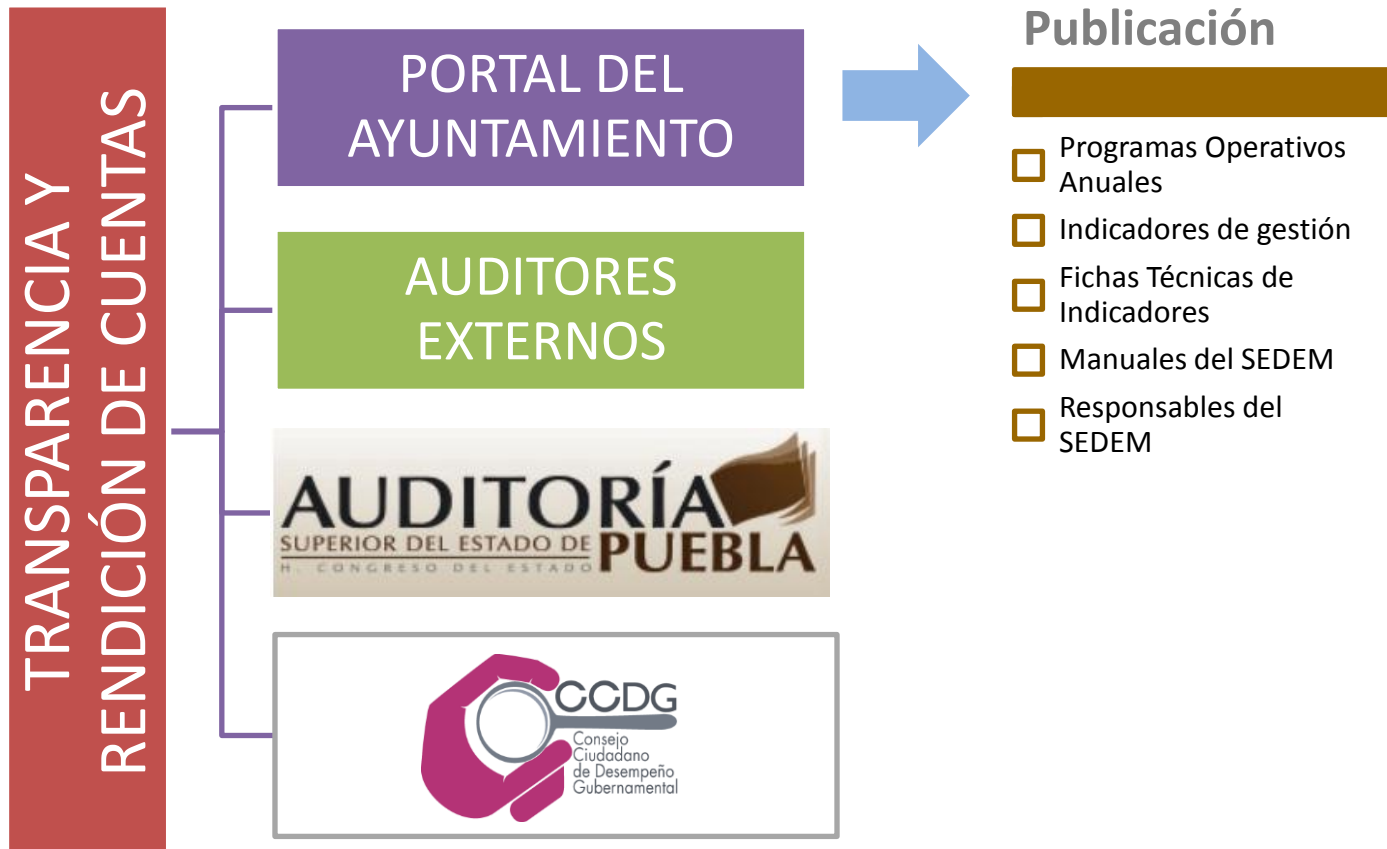 TRANSPARENCIA Y
RENDICIÓN DE CUENTAS
PORTAL DEL
AYUNTAMIENTO
AUDITORES
EXTERNOS
AUDITORÍA
SUPERIOR DEL ESTADO DE PUEBLA
H. CONGRESO DEL ESTADO
CCDG
Consejo
Ciudadano
de Desempeño
Gubernamental
Publicación
Programas Operativos
Anuales
Indicadores de gestión
Fichas Técnicas de
Indicadores
Manuales del SEDEM
Responsables del
SEDEM